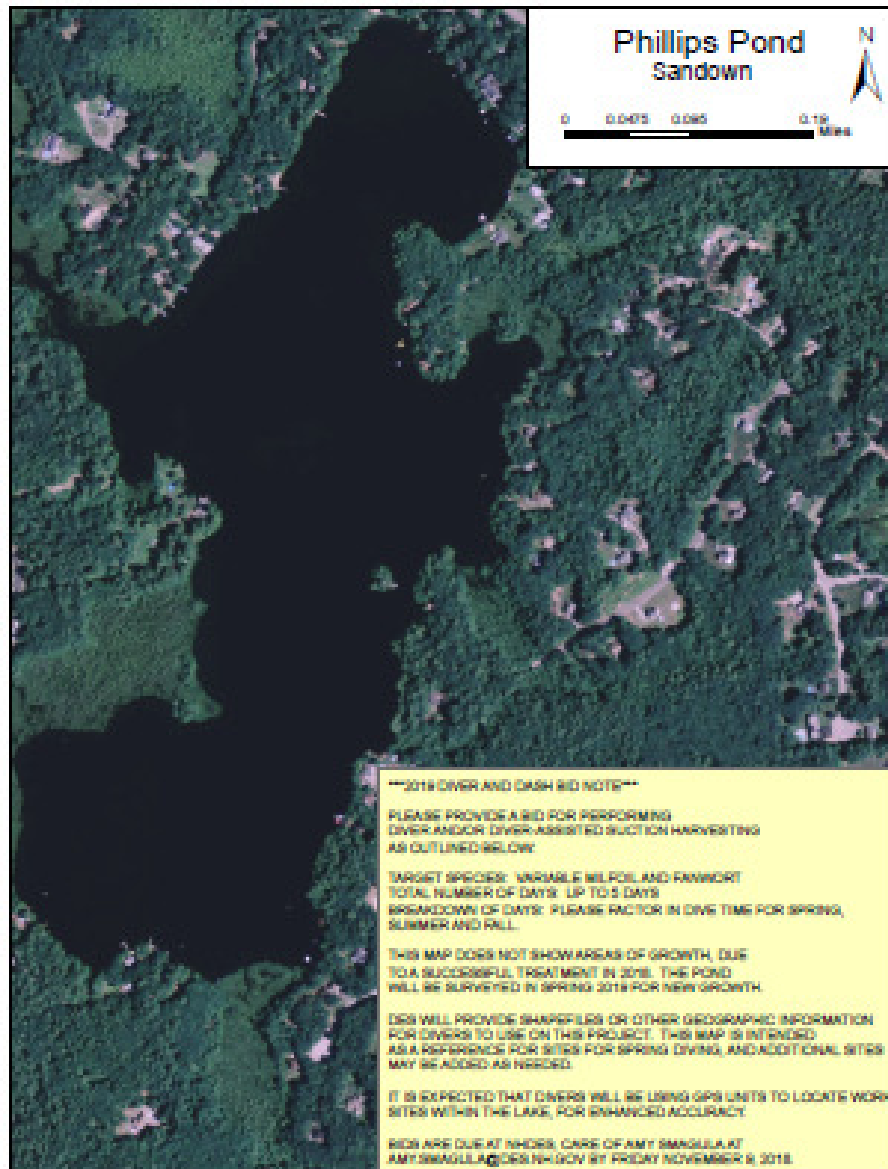 Phillips Pond
Sandown
N
0 0.0475 0.095 0.19
Miles
***2019 DIVER AND DASH BID NOTE***
PLEASE PROVIDE A BID FOR PERFORMING
DIVER AND/OR DIVER-ASSISTED SUCTION HARVESTING
AS OUTLINED BELOW:
TARGET SPECIES: VARIABLE MILFOIL AND FANWORT
TOTAL NUMBER OF DAYS: UP TO 5 DAYS
BREAKDOWN OF DAYS: PLEASE FACTOR IN DIVE TIME FOR SPRING,
SUMMER AND FALL.
THIS MAP DOES NOT SHOW AREAS OF GROWTH, DUE
TO A SUCCESSFUL TREATMENT IN 2018. THE POND
WILL BE SURVEYED IN SPRING 2019 FOR NEW GROWTH.
DES WILL PROVIDE SHAPEFILES OR OTHER GEOGRAPHIC INFORMATION
FOR DIVERS TO USE ON THIS PROJECT. THIS MAP IS INTENDED
AS A REFERENCE FOR SITES FOR SPRING DIVING, AND ADDITIONAL SITES
MAY BE ADDED AS NEEDED.
IT IS EXPECTED THAT DIVERS WILL BE USING GPS UNITS TO LOCATE WORK
SITES WITHIN THE LAKE, FOR ENHANCED ACCURACY.
BIDS ARE DUE AT NHDES, CARE OF AMY SMAGULA AT
AMY.SMAGULA@DES.NH.GOV BY FRIDAY NOVEMBER 9, 2018.